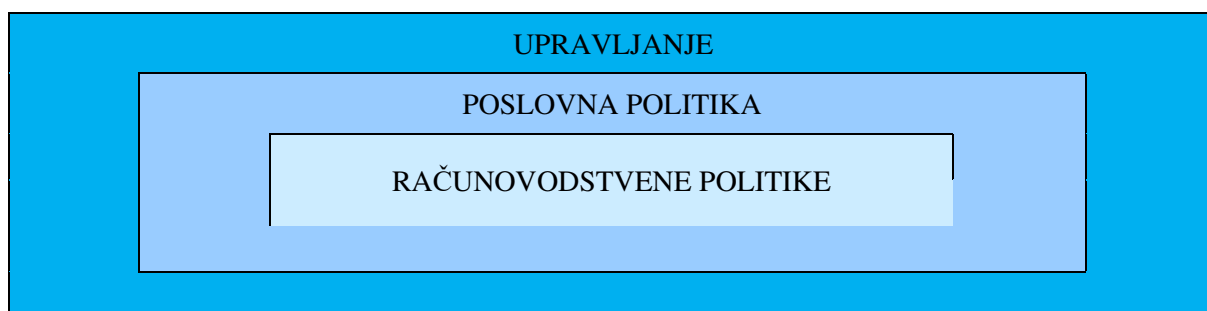 UPRAVLJANJE
POSLOVNA POLITIKA
RAČUNOVODSTVENE POLITIKE